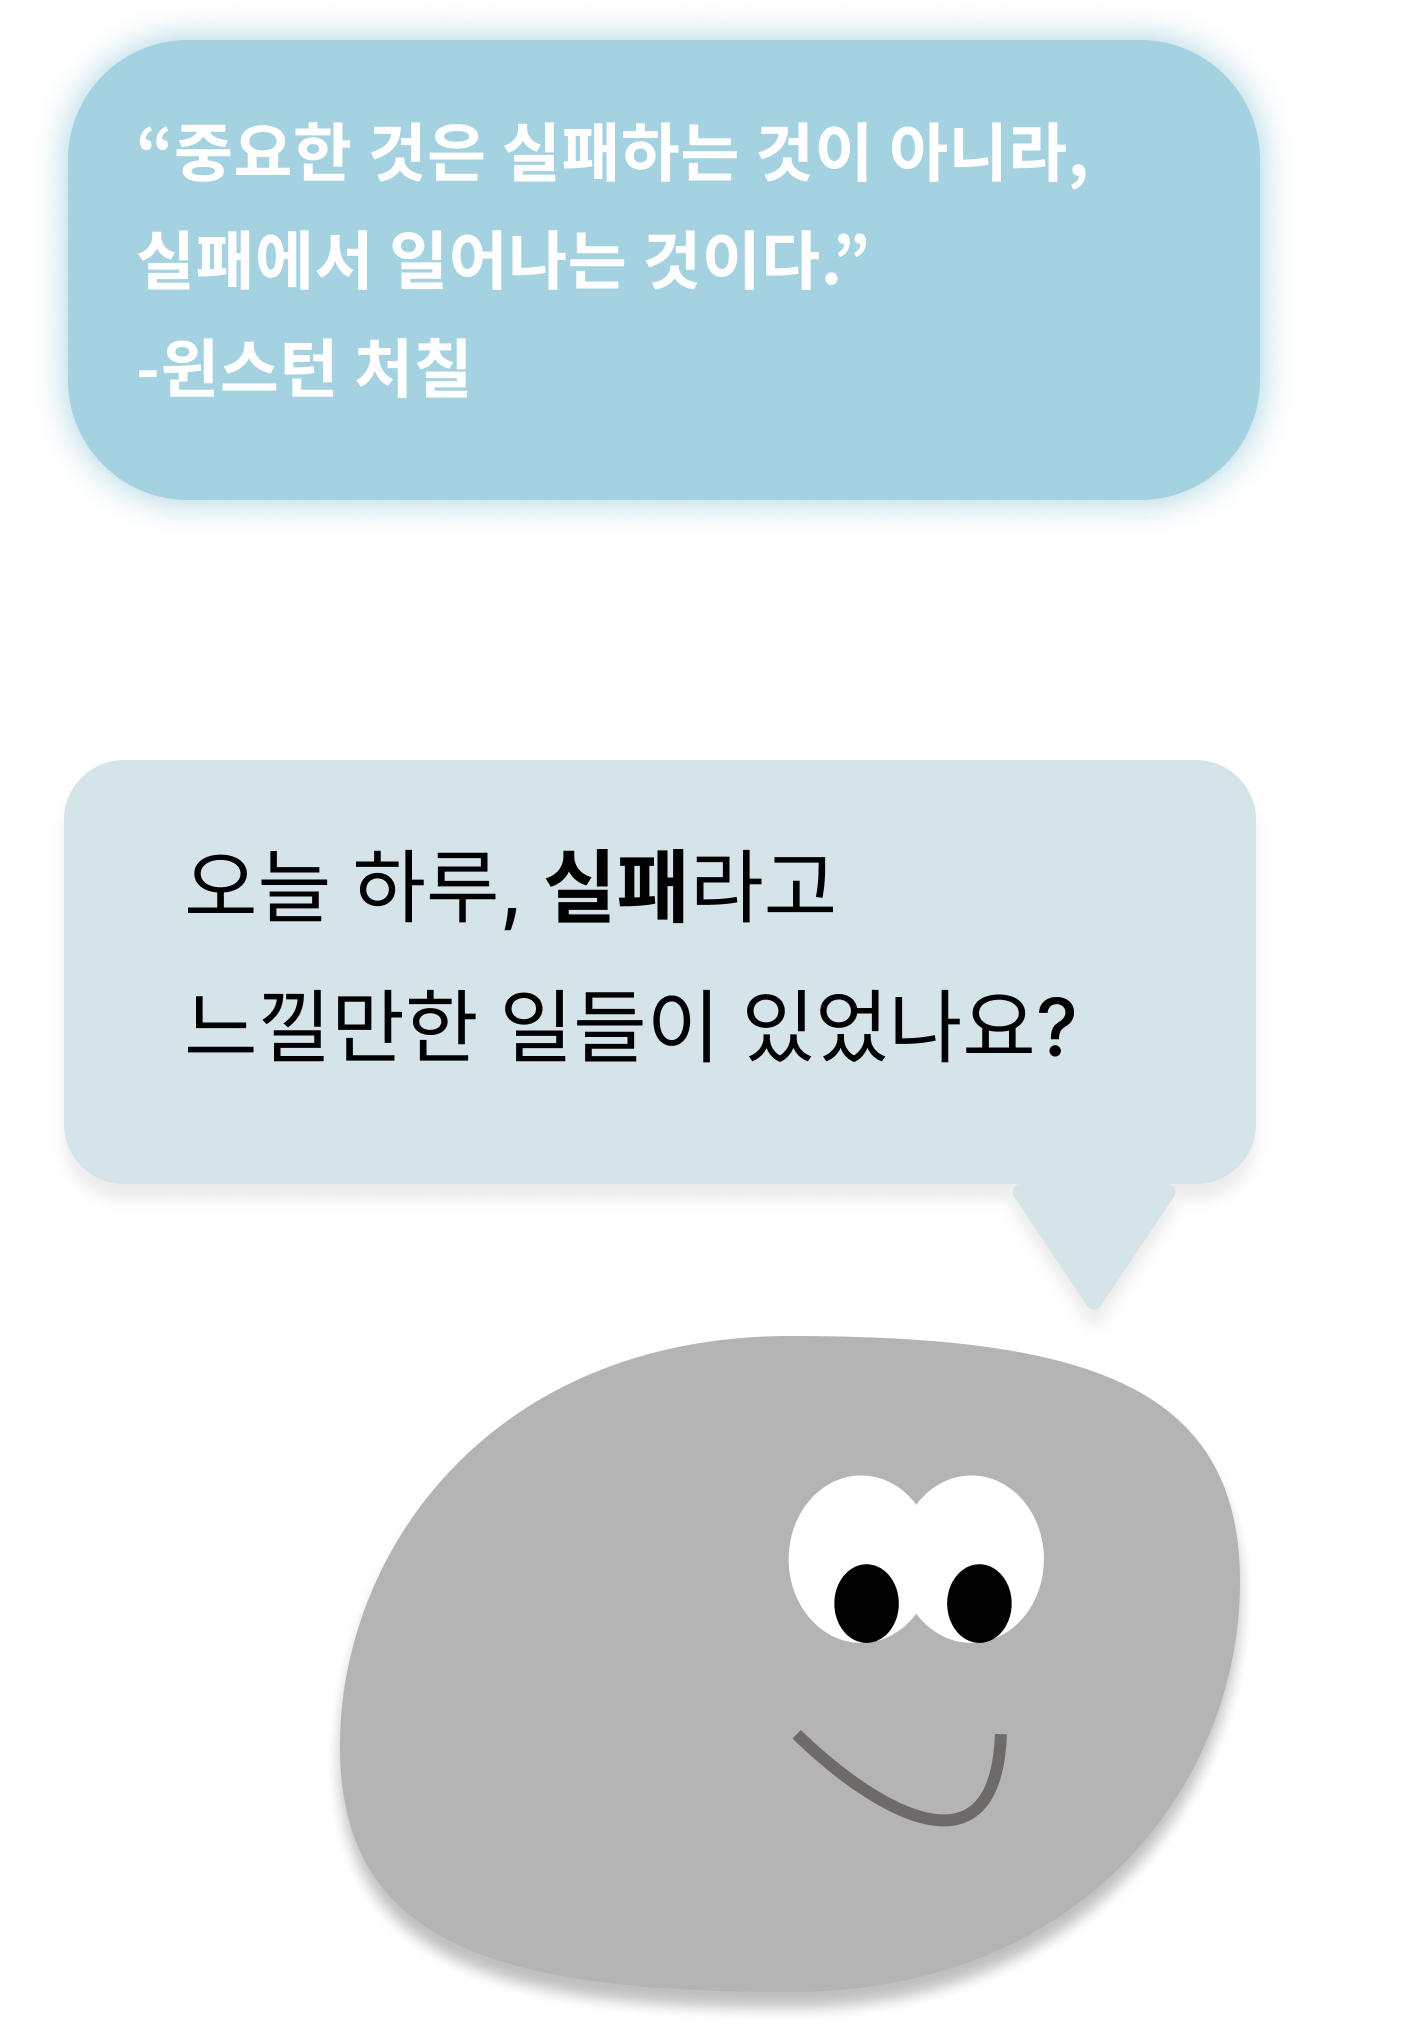 “중요한 것은 실패하는 것이 아니라,
실패에서 일어나는 것이다.”
-윈스턴 처칠
오늘 하루, 실패라고
느낄만한 일들이 있었나요?